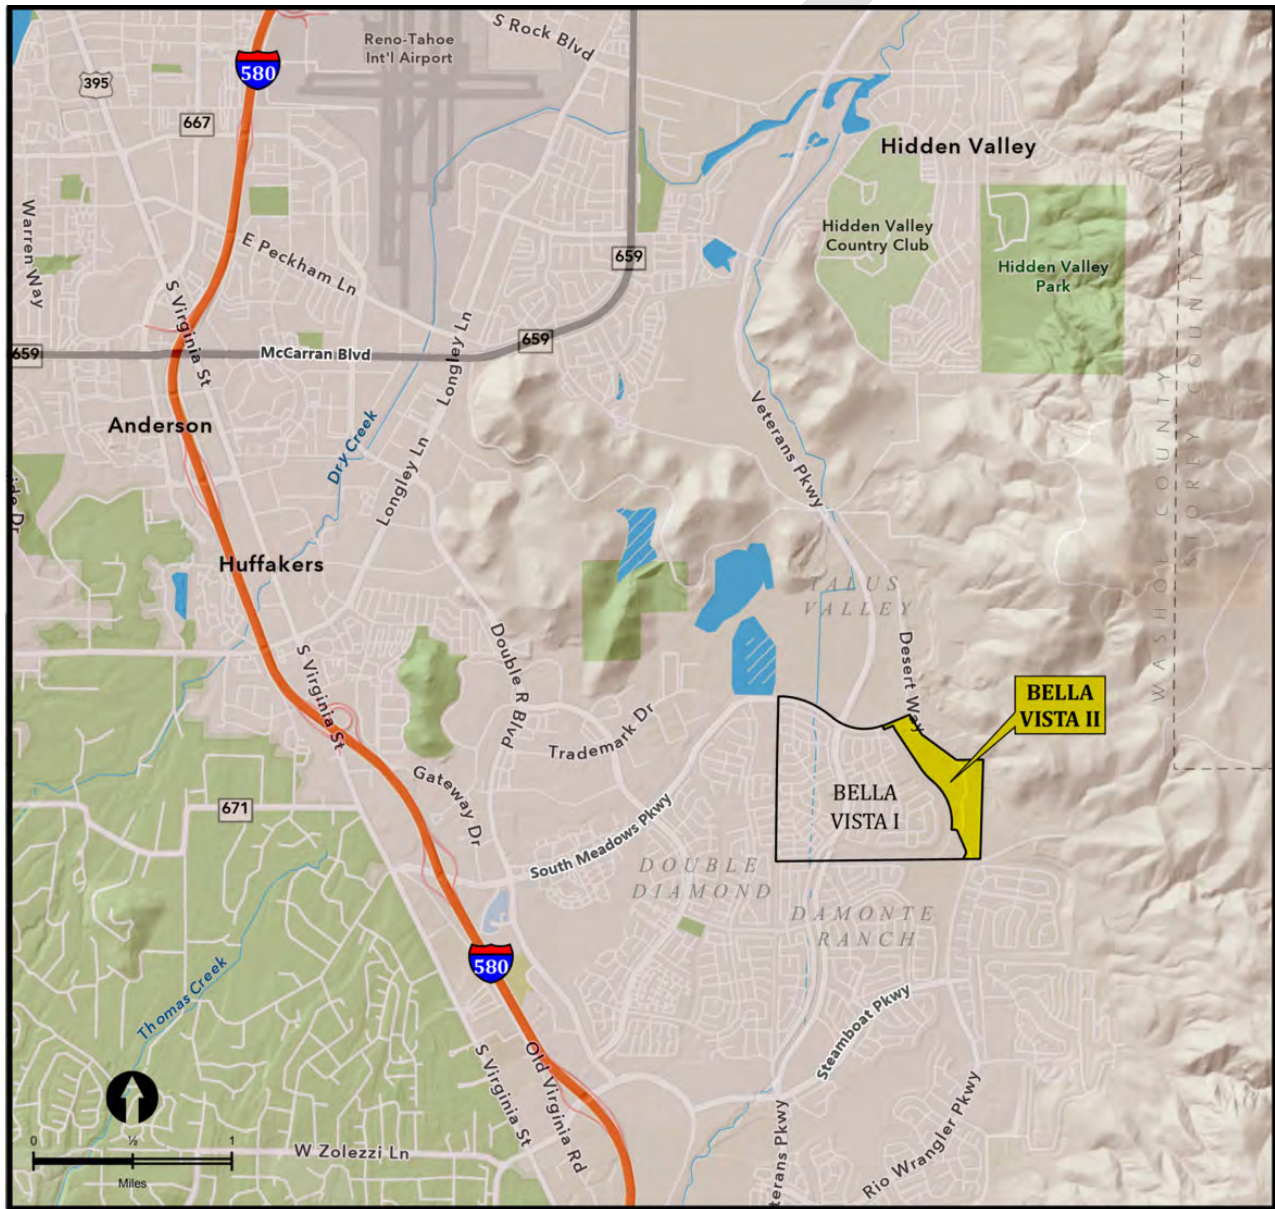 S Rock Blvd
Reno-Tahoe
Int'l Airport
580
395
667
Hidden Valley
Warren Way
Hidden Valley
Country Club
E Peckham Ln
659
Hidden Valley
Park
S Virginia St
659
659
McCarran Blvd
Longley Ln
WASHOE COUNTY
STOREY COUNTY
Anderson
Dry Creek
Longley Ln
Veterans Pkwy
Huffakers
TALUS
VALLEY
S Virginia St
Double R Blvd
Desert Way
BELLA
VISTA II
Trademark Dr
Gateway Dr
671
BELLA
VISTA I
South Meadows Pkwy
DOUBLE
DIAMOND
DAMONTE
RANCH
580
Thomas Creek
Steamboat Pkwy
S Virginia St
Old Virginia Rd
terans Pkwy
Rio Wrangler Pkwy
W Zolezzi Ln
0 ½ 1
Miles